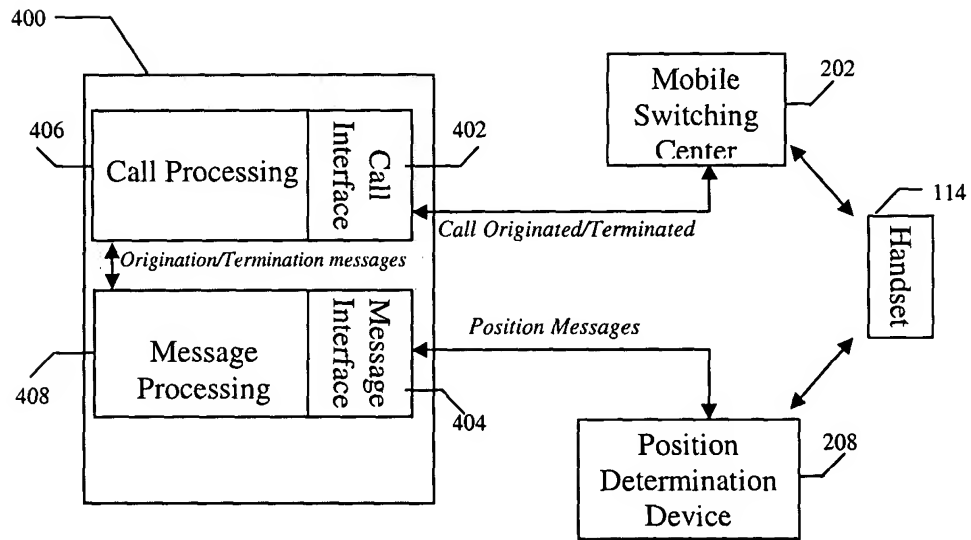 400
Mobile
Switching
Center
202
406
Call Processing
Call
Interface
402
114
Handset
Call Originated/Terminated
Origination/Termination messages
Message
Processing
Message
Interface
Position Messages
408
404
Position
Determination
Device
208